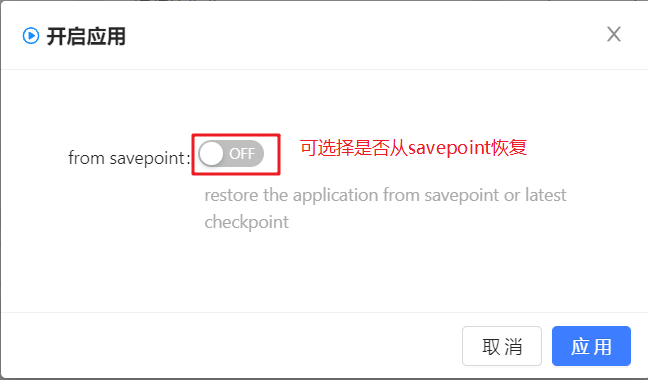 开启应用
from savepoint: OFF 可选择是否从savepoint恢复
restore the application from savepoint or latest
checkpoint
取消 应用